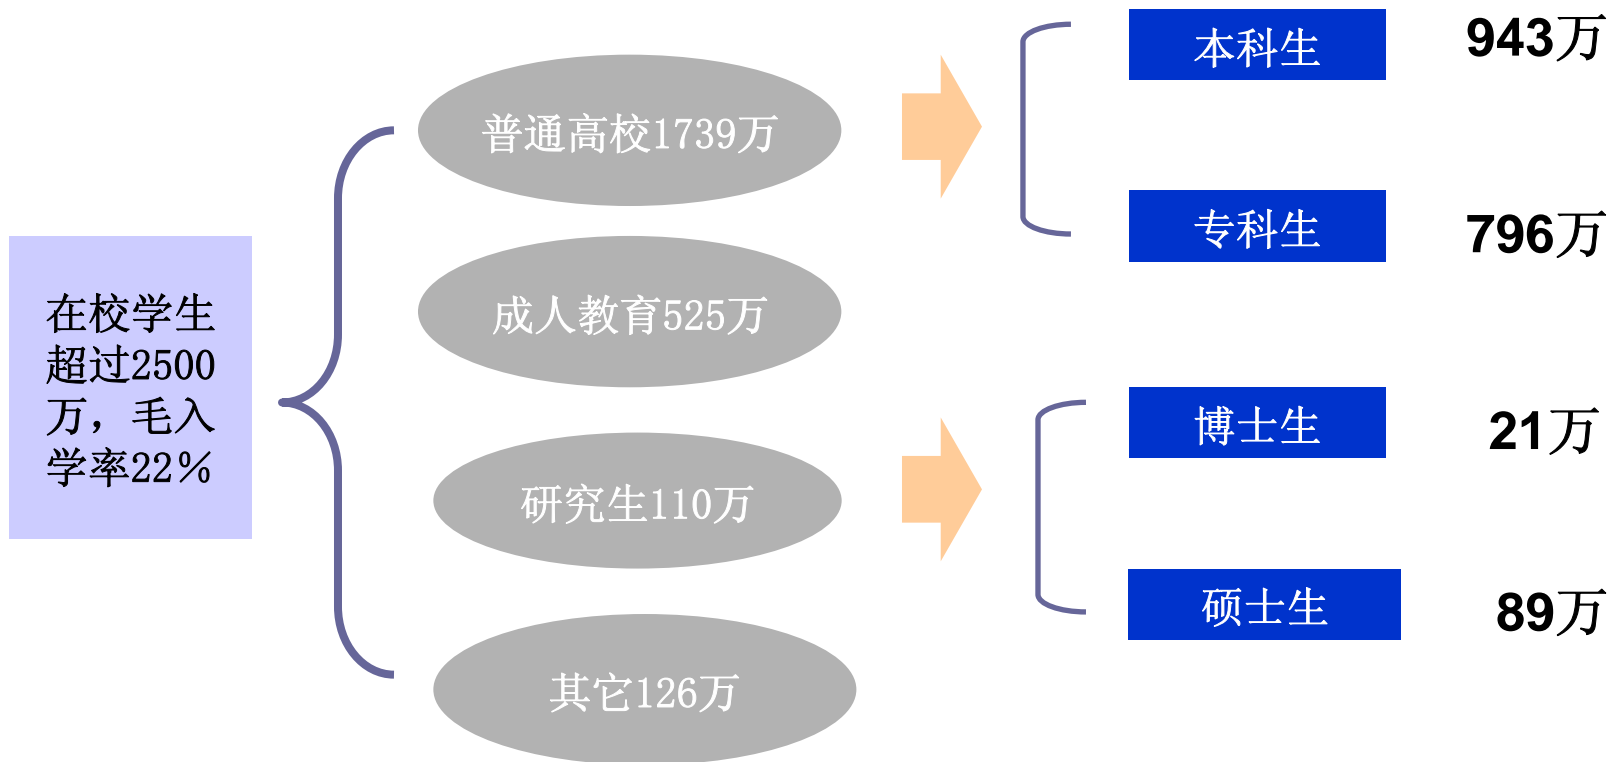 在校学生
超过2500
万，毛入
学率22%
普通高校1739万
成人教育525万
研究生110万
其它126万
本科生 943万
专科生 796万
博士生 21万
硕士生 89万